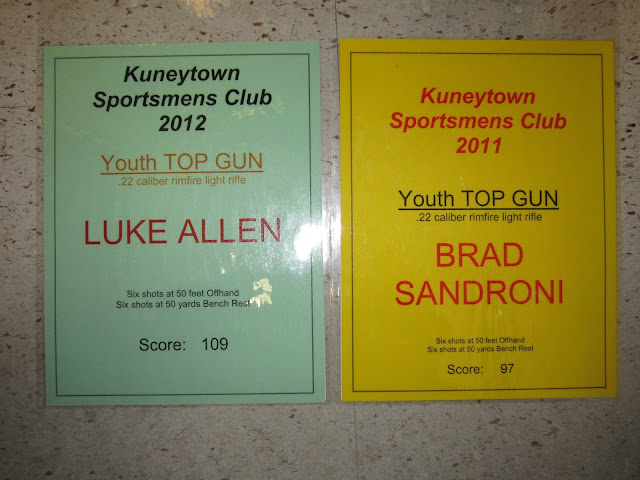 Kuneytown
Sportsmens Club
2012
Youth TOP GUN
.22 caliber rimfire light rifle
LUKE ALLEN
Six shots at 50 feet Offhand
Six shots at 50 yards Bench Rest
Score: 109
Kuneytown
Sportsmens Club
2011
Youth TOP GUN
.22 caliber rimfire light rifle
BRAD
SANDRONI
Six shots at 50 feet Offhand
Six shots at 50 yards Bench Rest
Score: 97